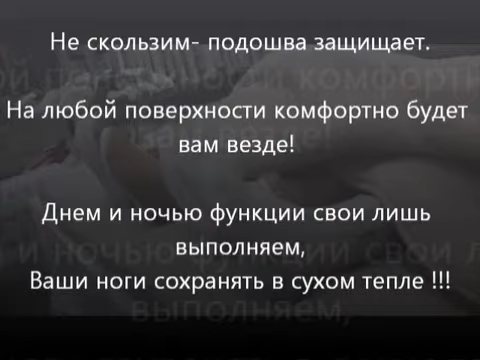 Не скользим- подошва защищает.
На любой поверхности комфортно будет
вам везде!
Днем и ночью функции свои лишь
выполняем,
Ваши ноги сохранять в сухом тепле !!!